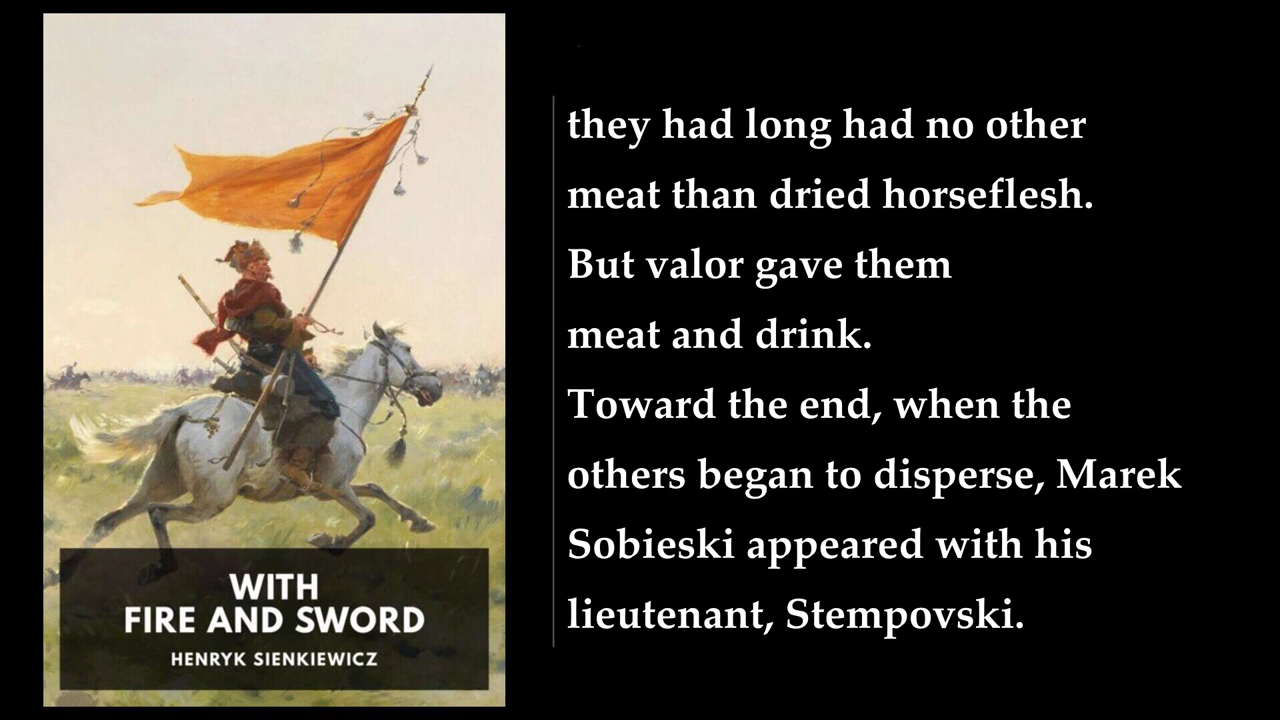 WITH
FIRE AND SWORD
HENRYK SIENKIEWICZ
they had long had no other
meat than dried horseflesh.
But valor gave them
meat and drink.
Toward the end, when the
others began to disperse, Marek
Sobieski appeared with his
lieutenant, Stempovski.